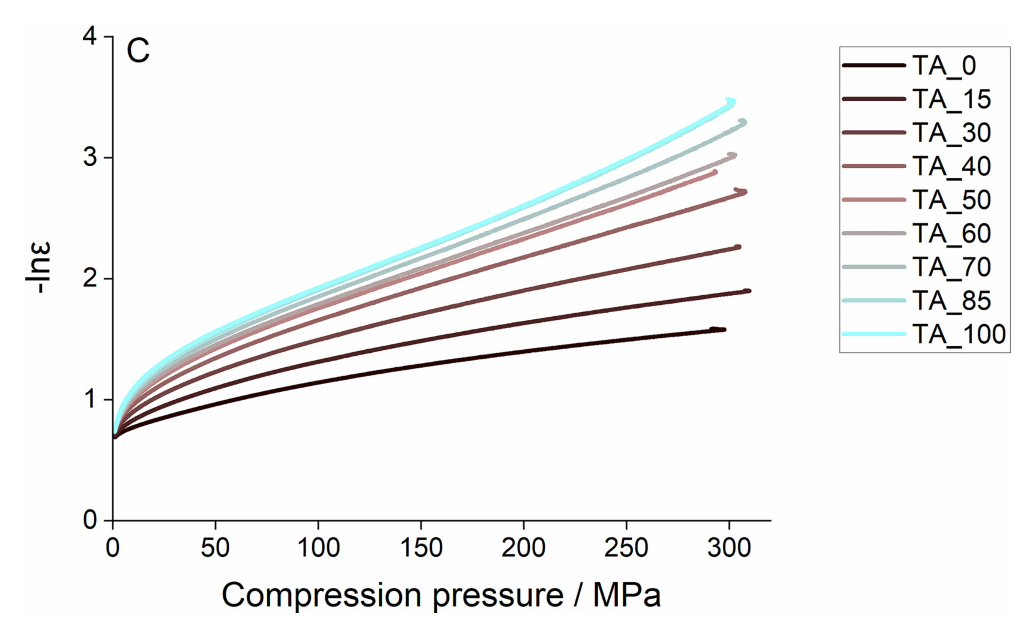 C
4
3
2
1
0
-lnε
0 50 100 150 200 250 300
Compression pressure / MPa
TA_0
TA_15
TA_30
TA_40
TA_50
TA_60
TA_70
TA_85
TA_100